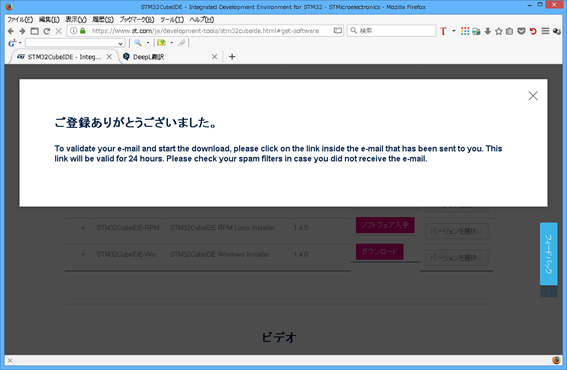 STM32CubeIDE - Integrated Development Environment for STM32 - STMicroelectronics - Mozilla Firefox
ファイル(F) 編集(E) 表示(V) 履歴(S) ブックマーク(B) ツール(T) ヘルプ(H)
https://www.st.com/ja/development-tools/stm32cubeide.html#get-software 検索
STM32CubeIDE - Integ... DeepL翻訳
ご登録ありがとうございました。
To validate your e-mail and start the download, please click on the link inside the e-mail that has been sent to you. This
link will be valid for 24 hours. Please check your spam filters in case you did not receive the e-mail.
+ STM32CubeIDE-RPM STM32CubeIDE RPM Linux Installer 1.4.0 ソフトウェア入手 バージョンを選択
+ STM32CubeIDE-Win STM32CubeIDE Windows Installer 1.4.0 ダウンロード バージョンを選択
フィードバック
ビデオ